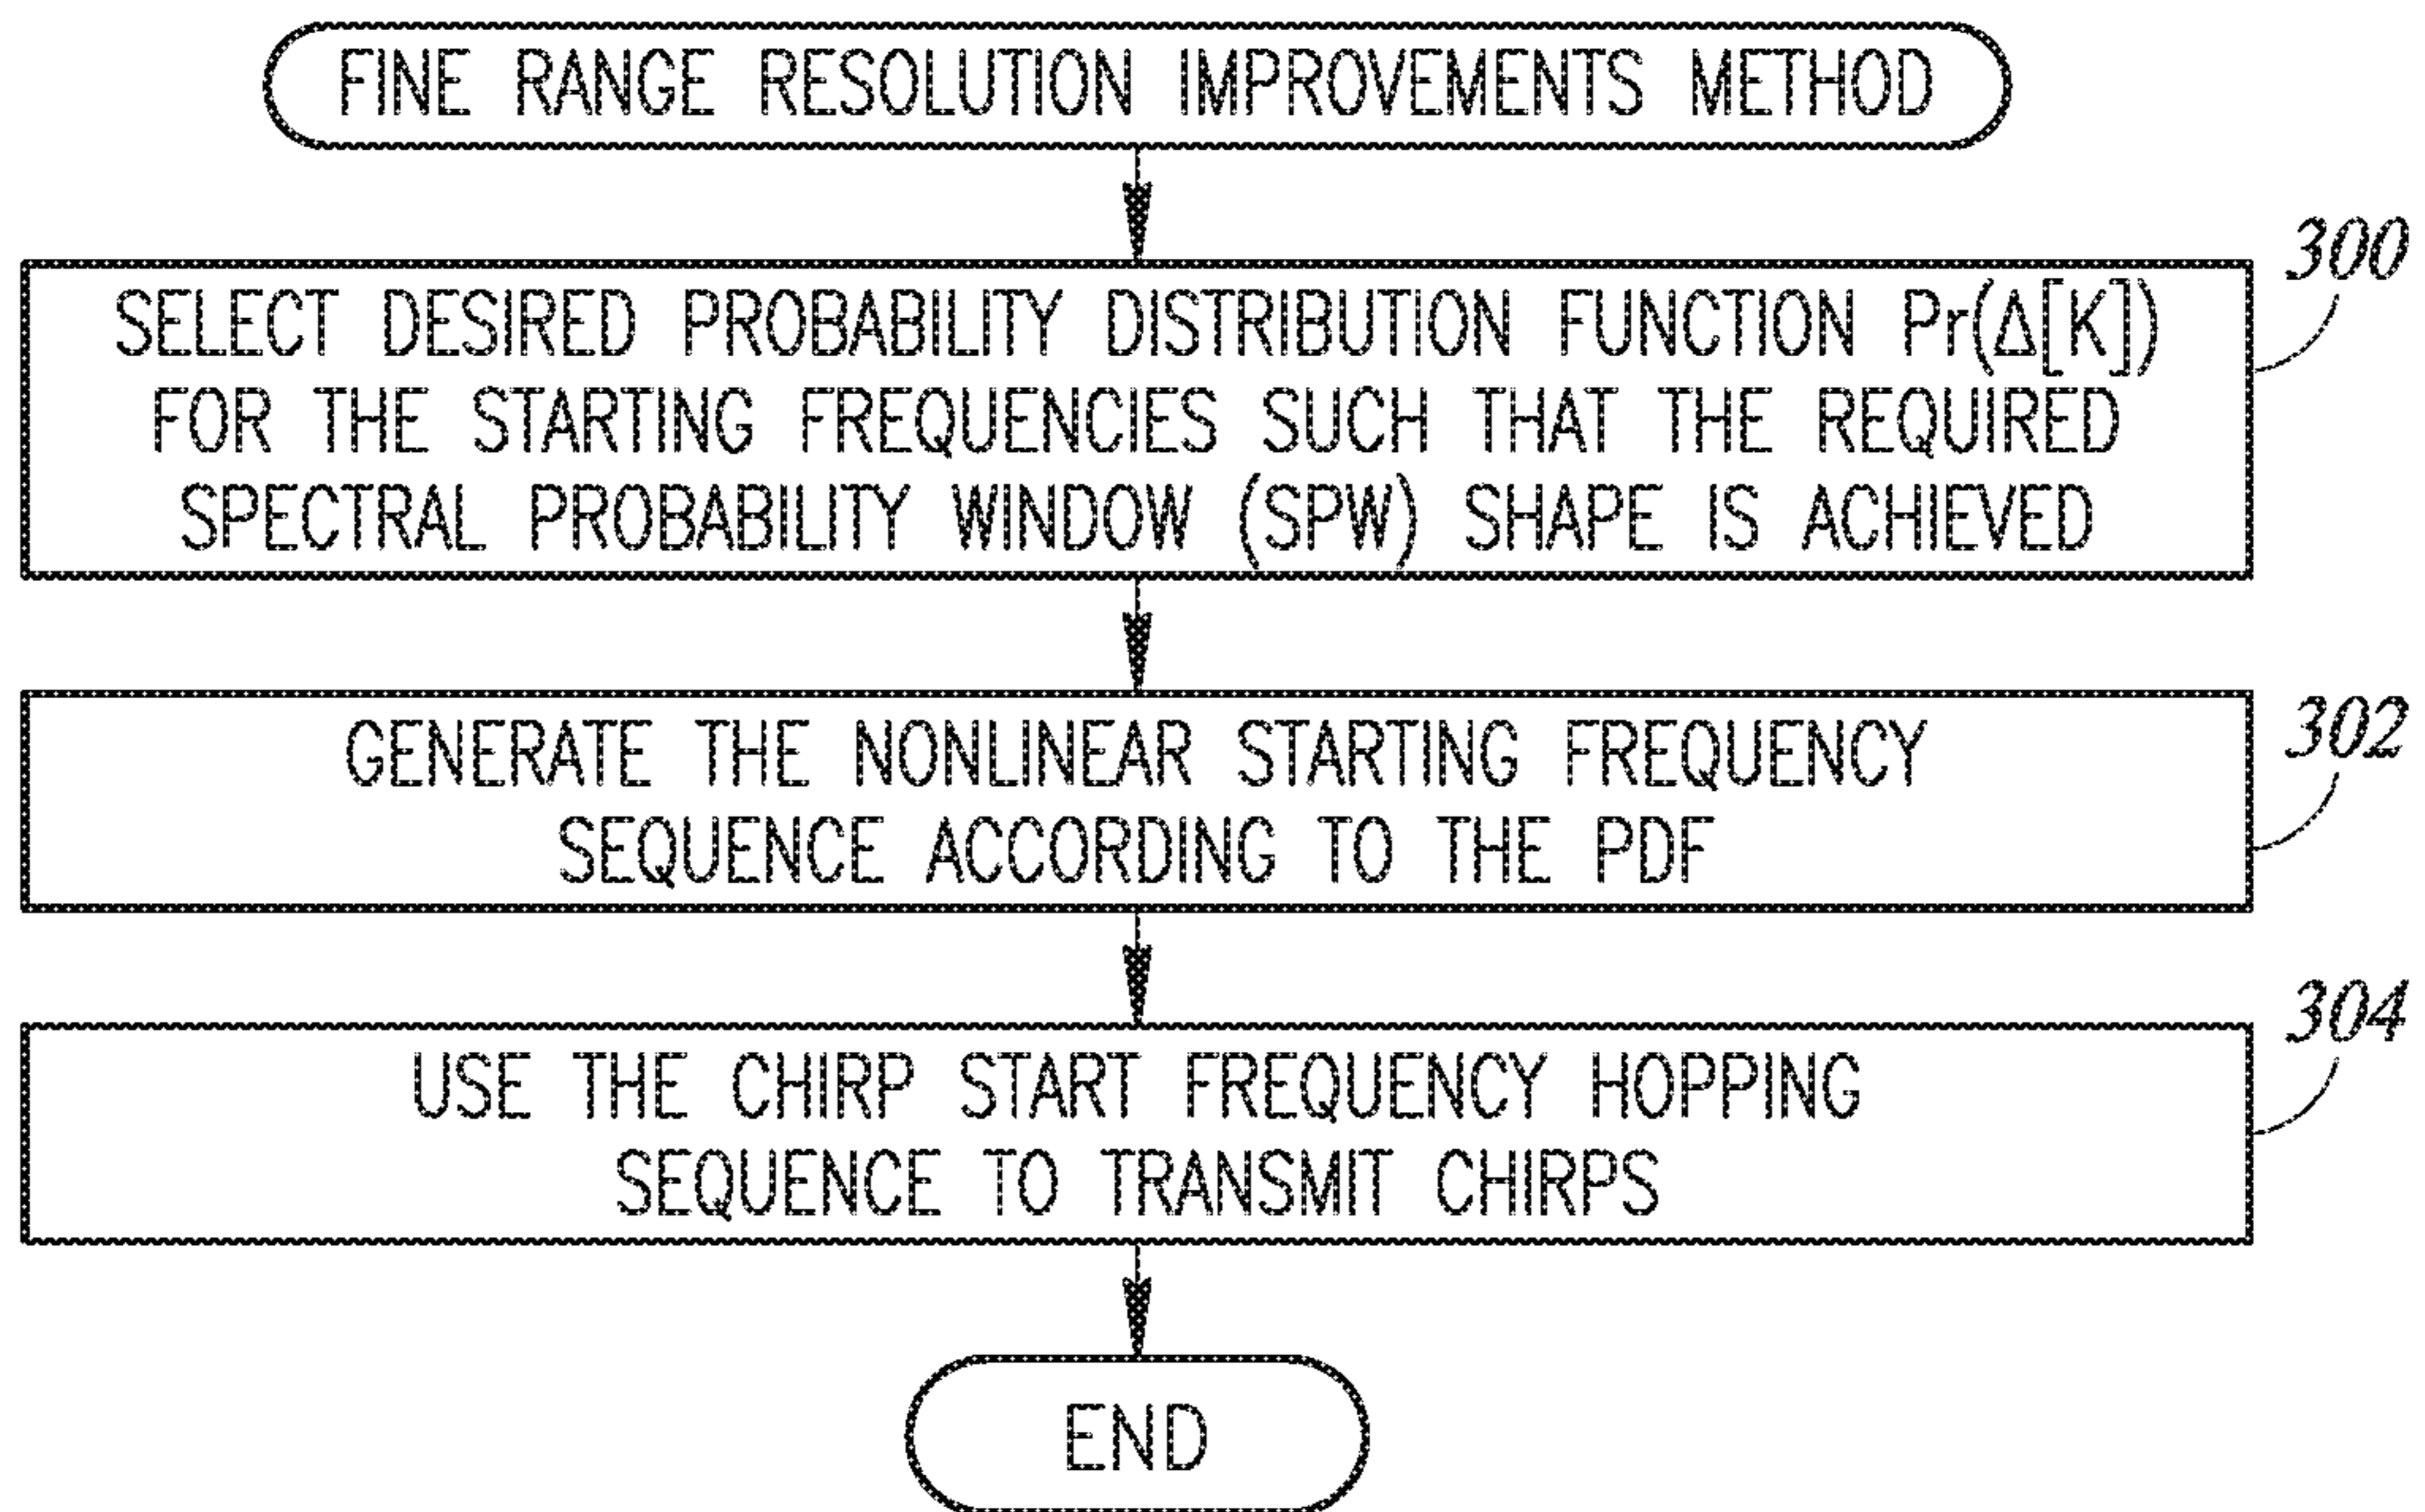 FINE RANGE RESOLUTION IMPROVEMENTS METHOD
300
SELECT DESIRED PROBABILITY DISTRIBUTION FUNCTION Pr(Δ[K])
FOR THE STARTING FREQUENCIES SUCH THAT THE REQUIRED
SPECTRAL PROBABILITY WINDOW (SPW) SHAPE IS ACHIEVED
302
GENERATE THE NONLINEAR STARTING FREQUENCY
SEQUENCE ACCORDING TO THE PDF
304
USE THE CHIRP START FREQUENCY HOPPING
SEQUENCE TO TRANSMIT CHIRPS
END